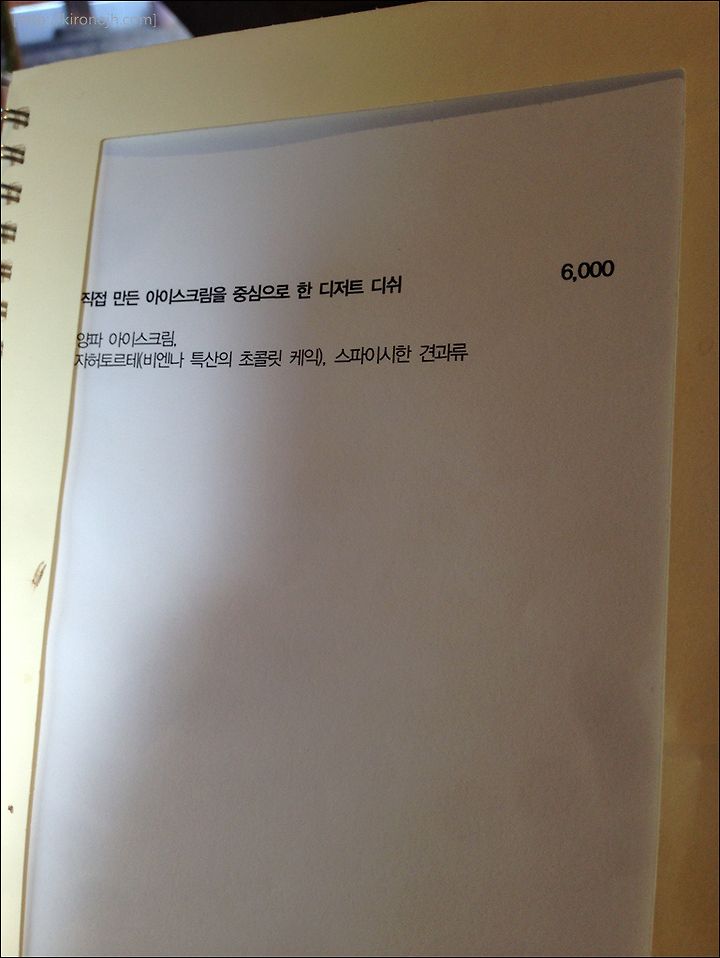 직접 만든 아이스크림을 중심으로 한 디저트 디쉬 6,000
양파 아이스크림,
자허토르테(비엔나 특산의 초콜릿 케익), 스파이시한 견과류